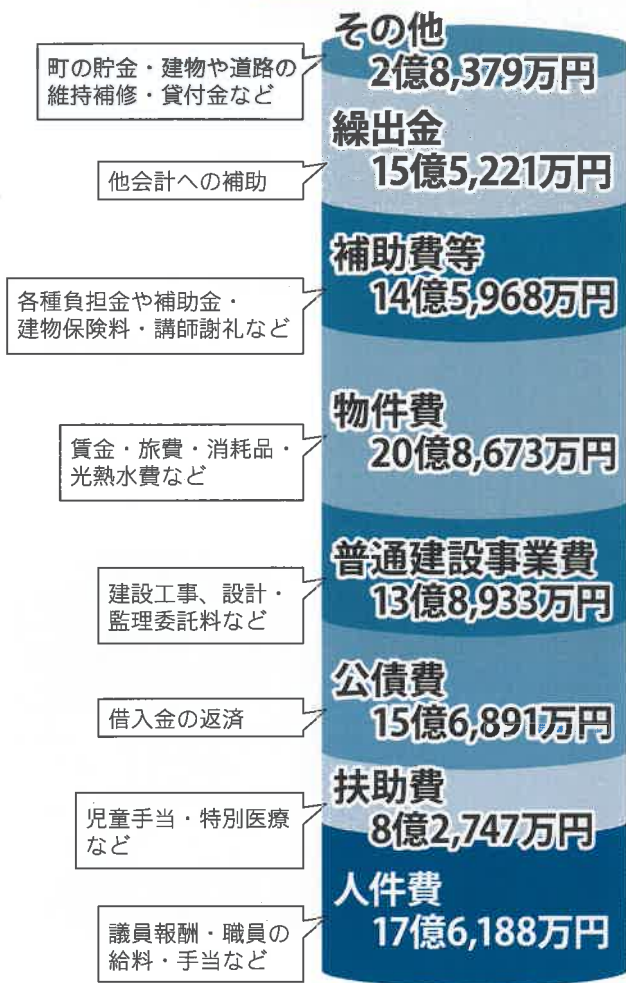 その他
2億8,379万円
町の貯金・建物や道路の
維持補修・貸付金など
繰出金
15億5,221万円
他会計への補助
補助費等
14億5,968万円
各種負担金や補助金・
建物保険料・講師謝礼など
物件費
20億8,673万円
賃金・旅費・消耗品・
光熱水費など
普通建設事業費
13億8,933万円
建設工事、設計・
監理委託料など
公債費
15億6,891万円
借入金の返済
扶助費
8億2,747万円
児童手当・特別医療
など
人件費
17億6,188万円
議員報酬・職員の
給料・手当など